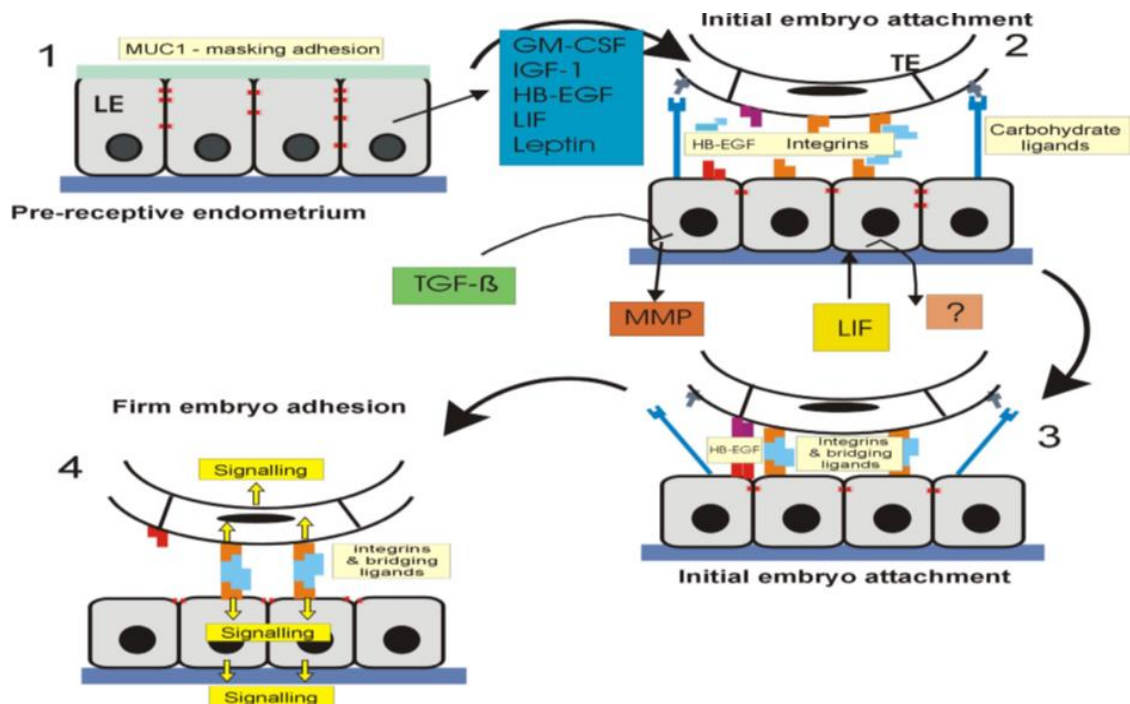 1
MUC1 - masking adhesion
LE
Pre-receptive endometrium
GM-CSF
IGF-1
HB-EGF
LIF
Leptin
Initial embryo attachment
2
TE
HB-EGF
Integrins
Carbohydrate
ligands
TGF-ß
MMP
LIF
?
3
HB-EGF
Integrins
& bridging
ligands
Initial embryo attachment
Firm embryo adhesion
4
Signalling
integrins
& bridging
ligands
Signalling
Signalling